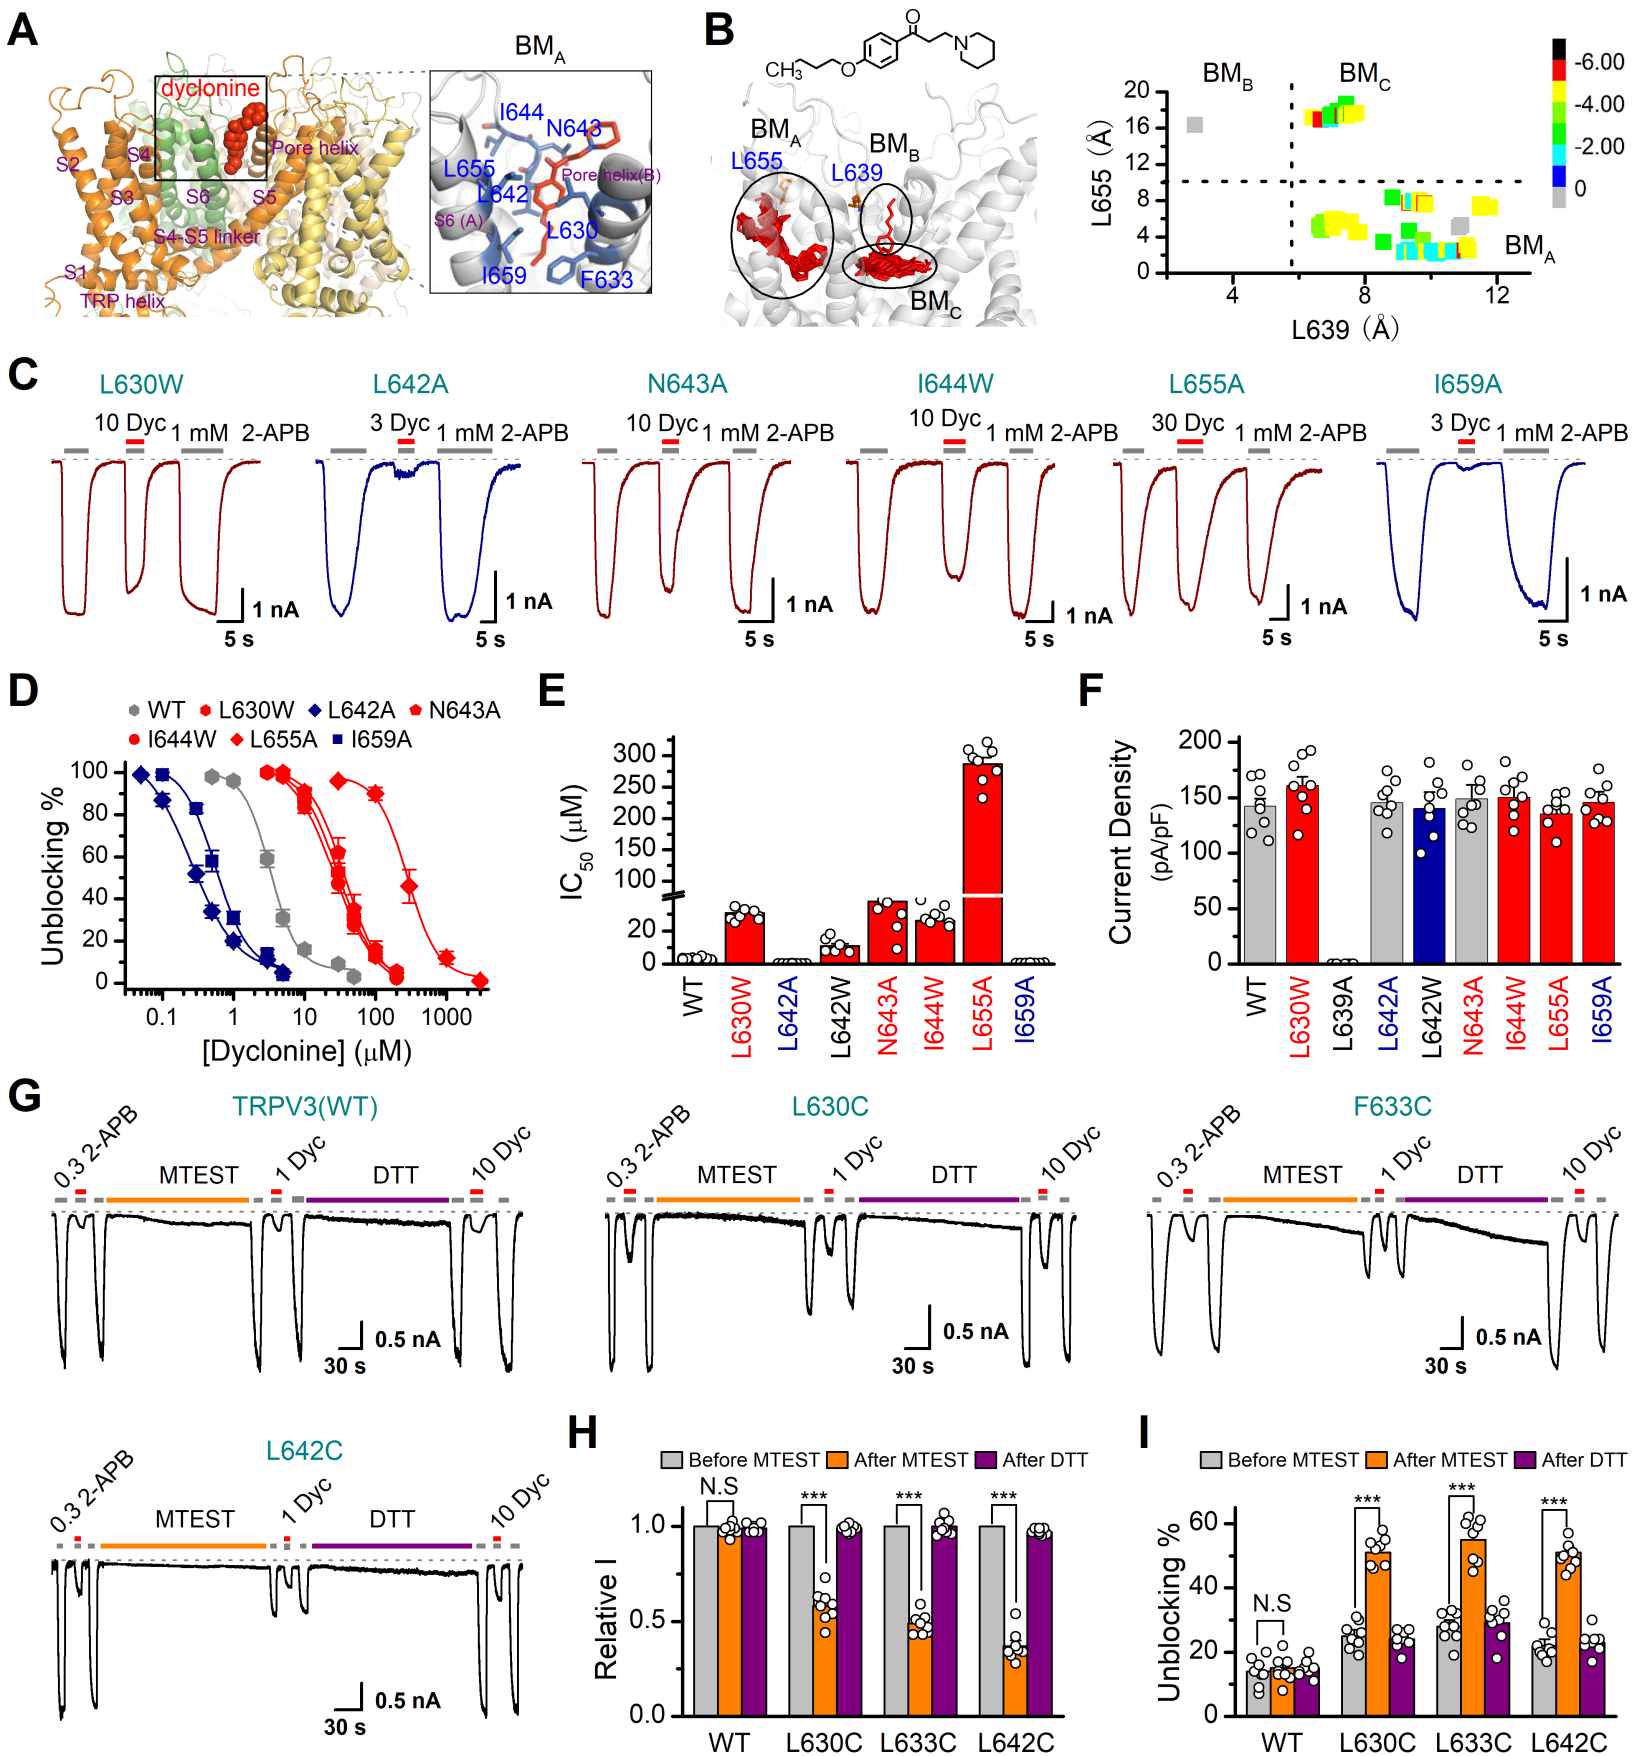 A
dyclonine
S2
S4
S3
S6
S5
Pore helix
S4-S5 linker
S1
TRP helix
BMA
I644
N643
L655
L642
Pore helix(B)
S6 (A)
L630
I659
F633
B
O
N
CH3
O
BMA
L655
BMB
L639
BMC
BMB
BMC
BMA
L655 (Å)
20
16
12
8
4
0
4
8
12
L639 (Å)
-6.00
-4.00
-2.00
0
C
L630W
10 Dyc
1 mM 2-APB
1 nA
5 s
L642A
3 Dyc
1 mM 2-APB
1 nA
5 s
N643A
10 Dyc
1 mM 2-APB
1 nA
5 s
I644W
10 Dyc
1 mM 2-APB
1 nA
5 s
L655A
30 Dyc
1 mM 2-APB
1 nA
5 s
I659A
3 Dyc
1 mM 2-APB
1 nA
5 s
D
WT L630W L642A N643A
I644W L655A I659A
Unblocking %
100
80
60
40
20
0
0.1 1 10 100 1000
[Dyclonine] (μM)
E
IC50 (μM)
300
250
200
150
100
20
0
WT
L630W
L642A
L642W
N643A
I644W
L655A
I659A
F
Current Density
(pA/pF)
200
150
100
50
0
WT
L630W
L639A
L642A
L642W
N643A
I644W
L655A
I659A
G
TRPV3(WT)
0.3 2-APB
MTEST
1 Dyc
DTT
10 Dyc
0.5 nA
30 s
L630C
0.3 2-APB
MTEST
1 Dyc
DTT
10 Dyc
0.5 nA
30 s
F633C
0.3 2-APB
MTEST
1 Dyc
DTT
10 Dyc
0.5 nA
30 s
L642C
0.3 2-APB
MTEST
1 Dyc
DTT
10 Dyc
0.5 nA
30 s
H
Before MTEST After MTEST After DTT
N.S
***
***
***
Relative I
1.0
0.5
0.0
WT L630C L633C L642C
I
Before MTEST After MTEST After DTT
N.S
***
***
***
Unblocking %
60
40
20
0
WT L630C L633C L642C